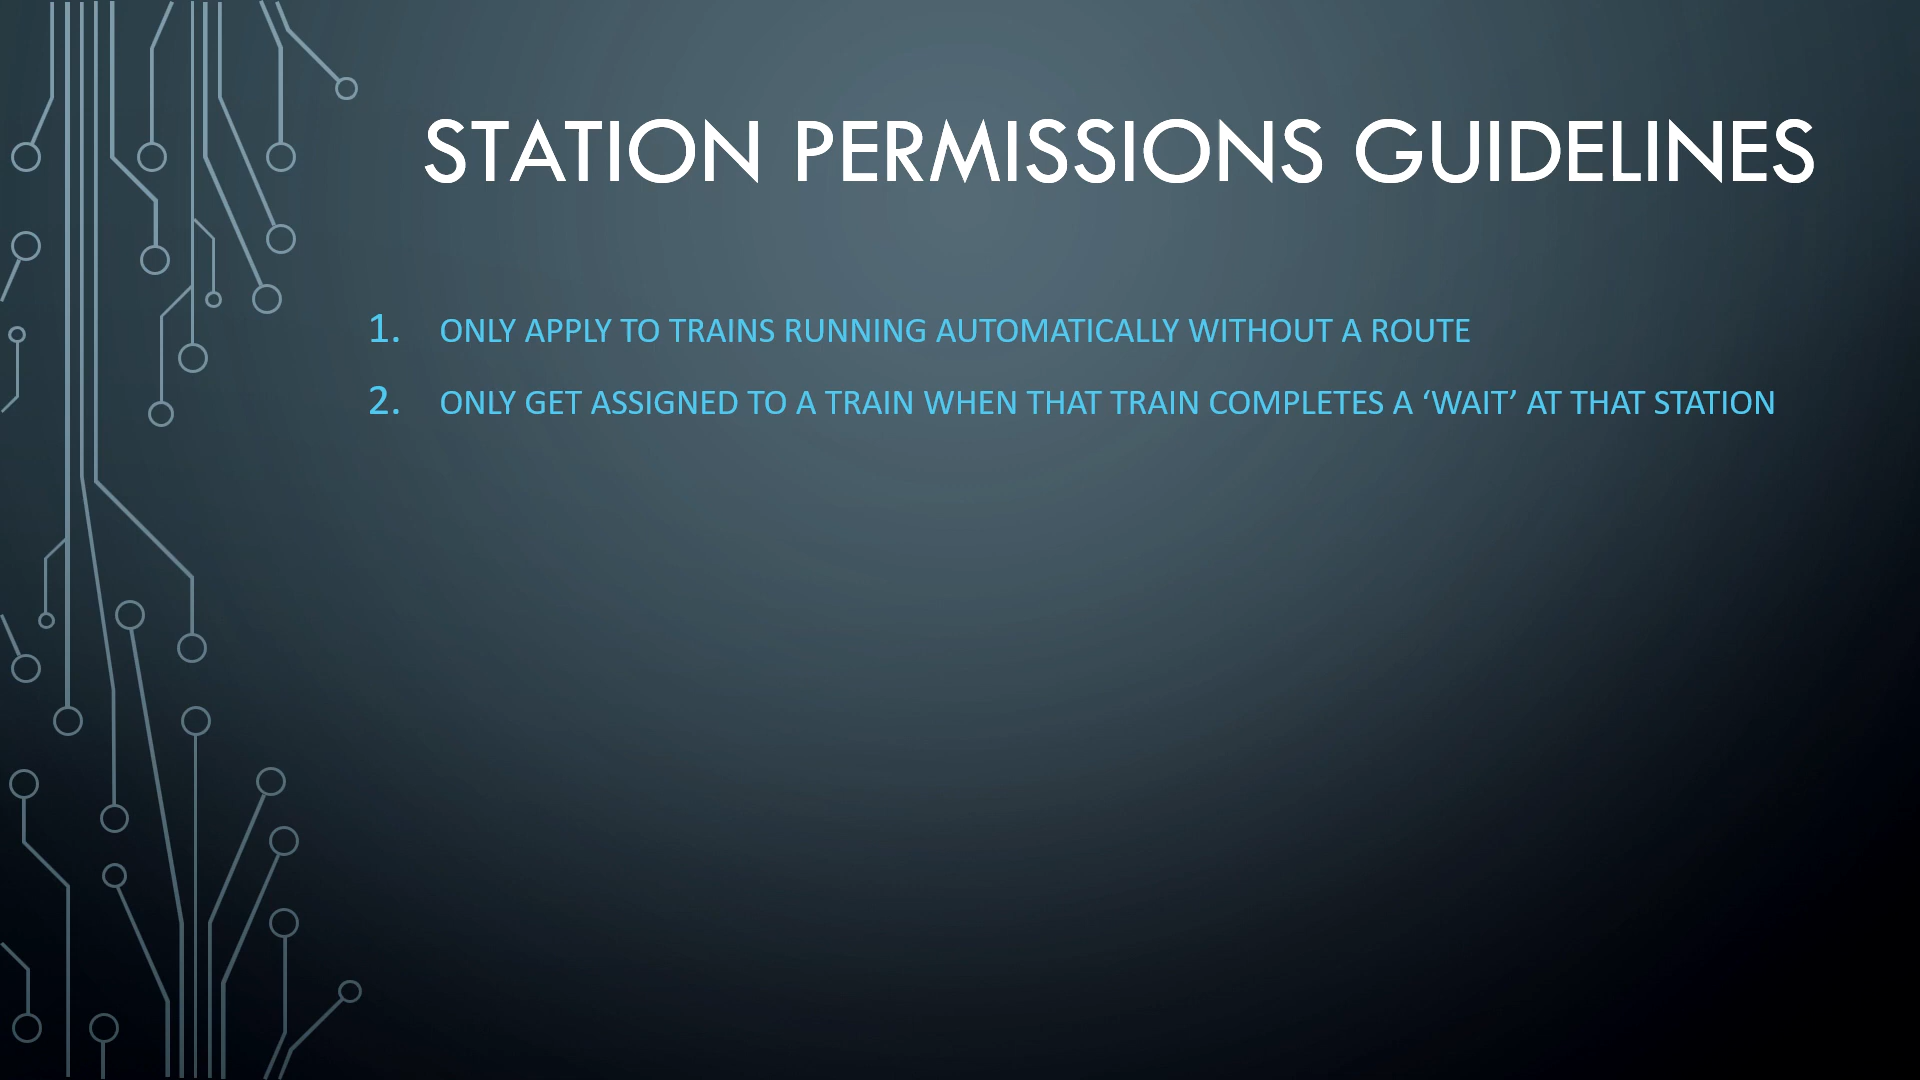 STATION PERMISSIONS GUIDELINES
1. ONLY APPLY TO TRAINS RUNNING AUTOMATICALLY WITHOUT A ROUTE
2. ONLY GET ASSIGNED TO A TRAIN WHEN THAT TRAIN COMPLETES A ‘WAIT’ AT THAT STATION